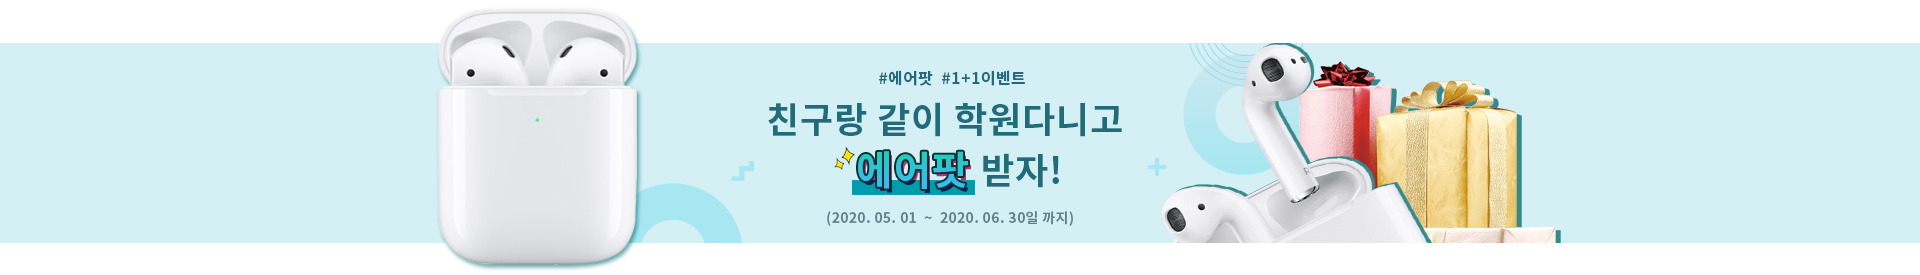 #에어팟 #1+1이벤트
친구랑 같이 학원다니고
에어팟 받자!
(2020. 05. 01 ~ 2020. 06. 30일 까지)